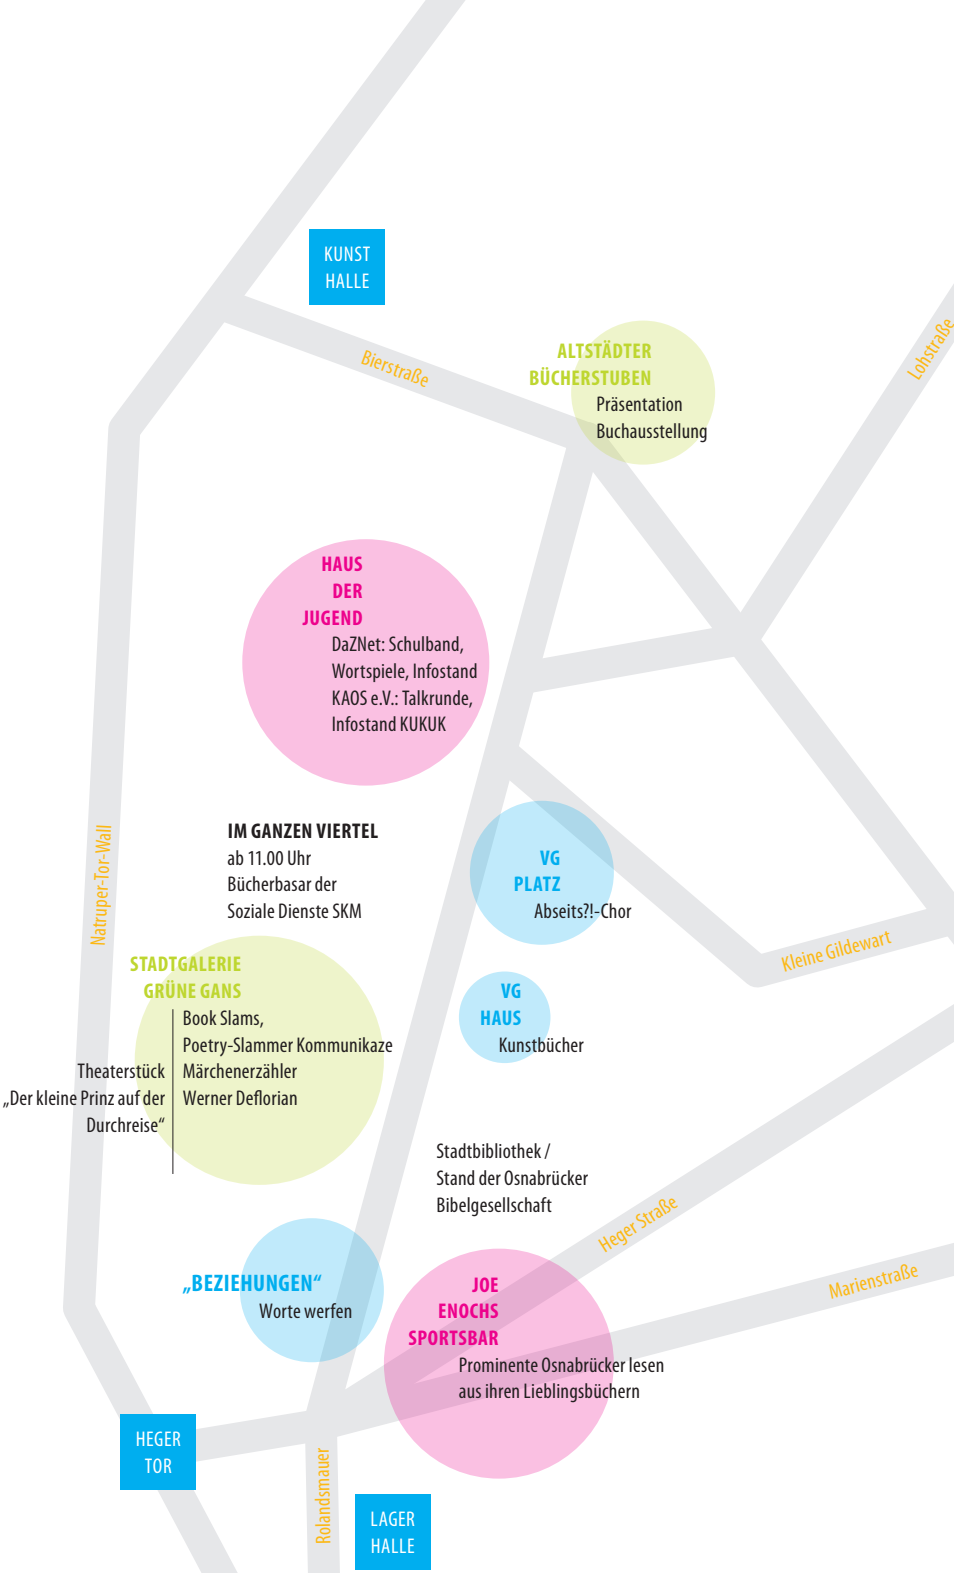 KUNST
HALLE
Bierstraße
Lohstraße
ALTSTÄDTER
BÜCHERSTUBEN
Präsentation
Buchausstellung
HAUS
DER
JUGEND
DaZNet: Schulband,
Wortspiele, Infostand
KAOS e.V.: Talkrunde,
Infostand KUKUK
Natruper-Tor-Wall
IM GANZEN VIERTEL
ab 11.00 Uhr
Bücherbasar der
Soziale Dienste SKM
VG
PLATZ
Abseits?!-Chor
Kleine Gildewart
STADTGALERIE
GRÜNE GANS
Book Slams,
Poetry-Slammer Kommunikaze
Märchenerzähler
Werner Deflorian
Theaterstück
„Der kleine Prinz auf der
Durchreise“
VG
HAUS
Kunstbücher
Stadtbibliothek /
Stand der Osnabrücker
Bibelgesellschaft
Heger Straße
Marienstraße
„BEZIEHUNGEN“
Worte werfen
JOE
ENOCHS
SPORTSBAR
Prominente Osnabrücker lesen
aus ihren Lieblingsbüchern
HEGER
TOR
Rolandsmauer
LAGER
HALLE